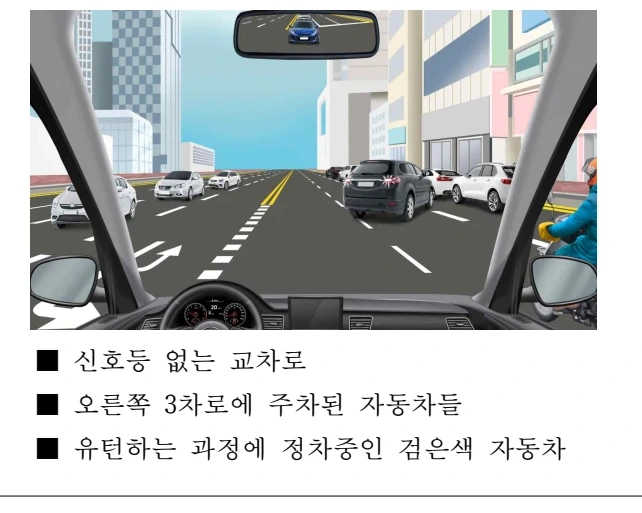 ■ 신호등 없는 교차로
■ 오른쪽 3차로에 주차된 자동차들
■ 유턴하는 과정에 정차중인 검은색 자동차